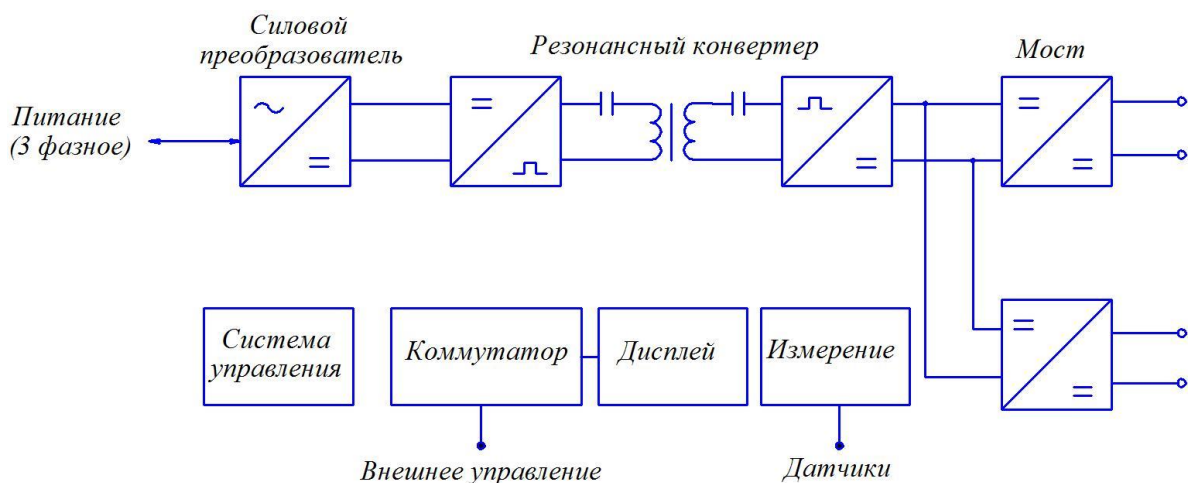 Силовой
преобразователь
Резонансный конвертер
Мост
Питание
(3 фазное)
Система
управления
Коммутатор
Дисплей
Измерение
Внешнее управление
Датчики